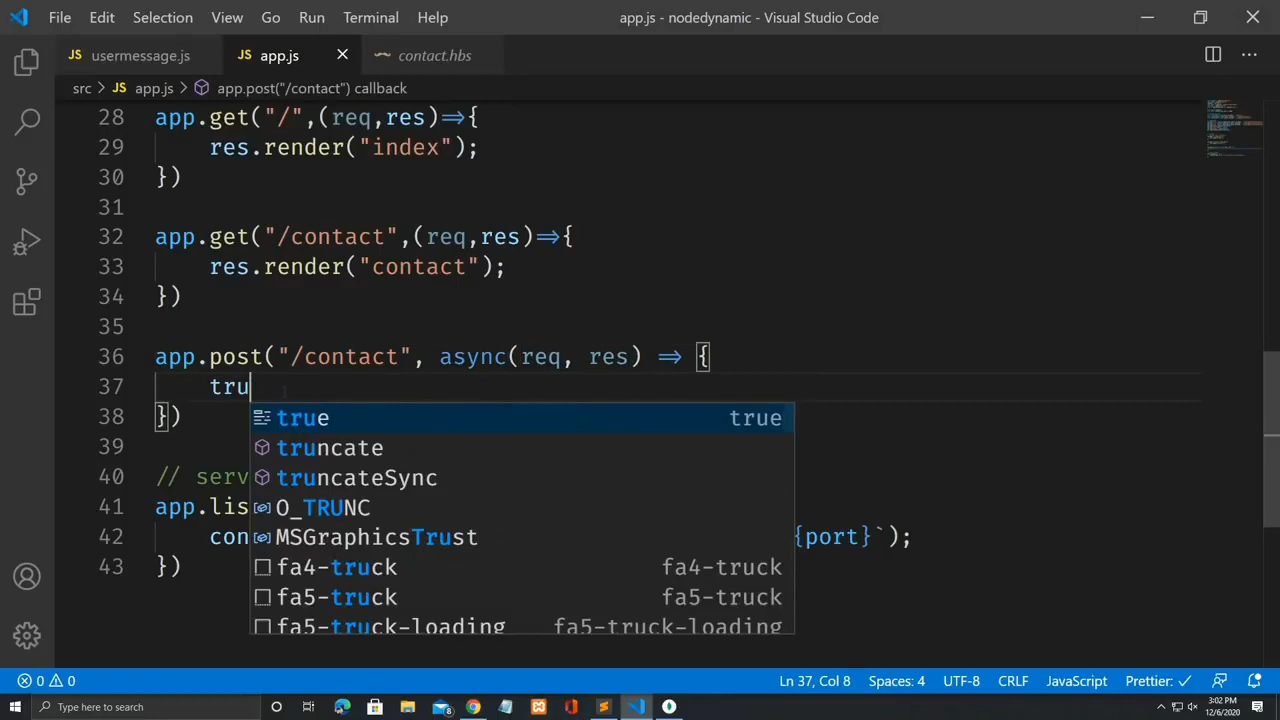 File Edit Selection View Go Run Terminal Help app.js - nodedynamic - Visual Studio Code
JS usermessage.js JS app.js contact.hbs
src > JS app.js > app.post("/contact") callback
28 app.get("/",(req,res)=>{
29 res.render("index");
30 })
31
32 app.get("/contact",(req,res)=>{
33 res.render("contact");
34 })
35
36 app.post("/contact", async(req, res) => {
37 tru
38 })
true true
39
truncate
40 // serv
truncateSync
41 app.lis
O_TRUNC
42 con {port}`);
MSGraphicsTrust
43 })
fa4-truck fa4-truck
fa5-truck fa5-truck
fa5-truck-loading fa5-truck-loading
0 0 Ln 37, Col 8 Spaces: 4 UTF-8 CRLF JavaScript Prettier: ✓
Type here to search 8 3:02 PM
12/6/2020